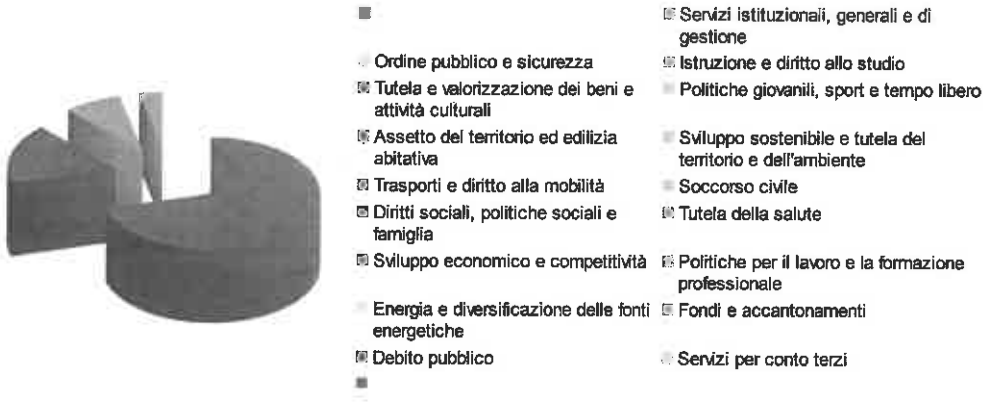 Servizi istituzionali, generali e di
gestione
Ordine pubblico e sicurezza
Istruzione e diritto allo studio
Tutela e valorizzazione dei beni e
attività culturali
Politiche giovanili, sport e tempo libero
Assetto del territorio ed edilizia
abitativa
Sviluppo sostenibile e tutela del
territorio e dell'ambiente
Trasporti e diritto alla mobilità
Soccorso civile
Diritti sociali, politiche sociali e
famiglia
Tutela della salute
Sviluppo economico e competitività
Politiche per il lavoro e la formazione
professionale
Energia e diversificazione delle fonti
energetiche
Fondi e accantonamenti
Debito pubblico
Servizi per conto terzi